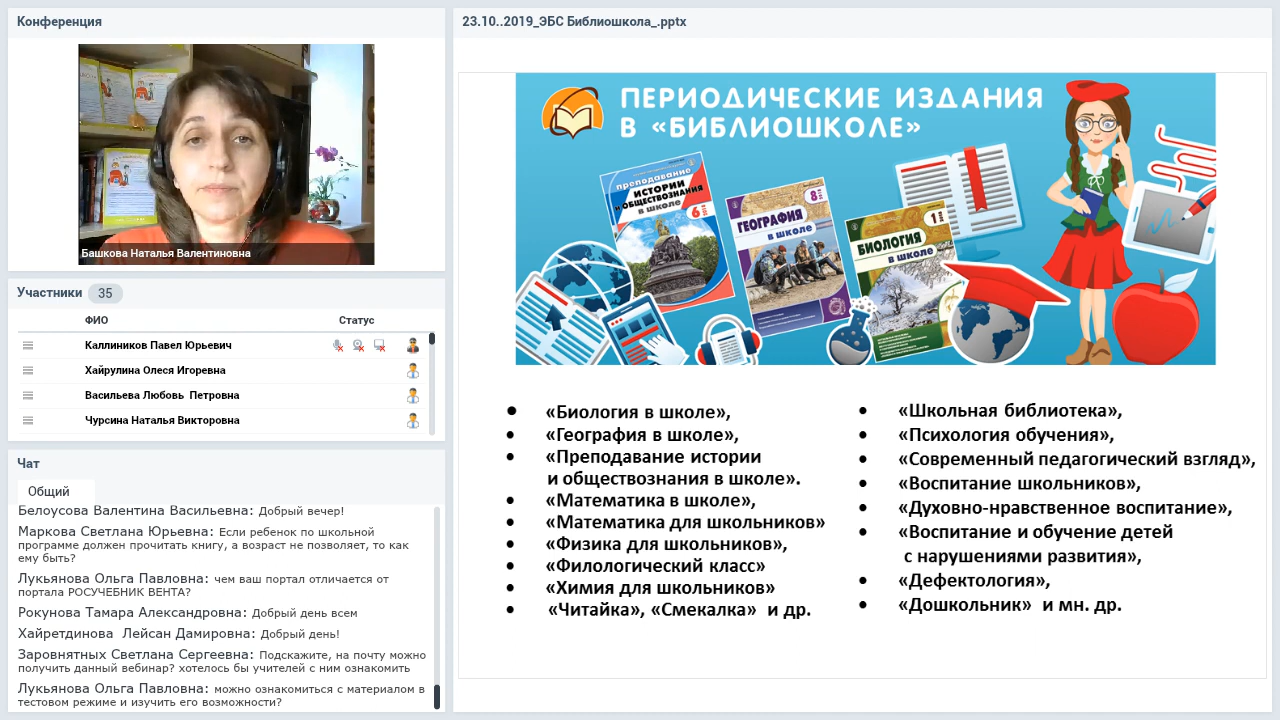 Конференция
Башкова Наталья Валентиновна
Участники 35
ФИО Статус
Каллиников Павел Юрьевич
Хайрулина Олеся Игоревна
Васильева Любовь Петровна
Чурсина Наталья Викторовна
Чат
Общий
Белоусова Валентина Васильевна: Добрый вечер!
Маркова Светлана Юрьевна: Если ребенок по школьной
программе должен прочитать книгу, а возраст не позволяет, то как
ему быть?
Лукьянова Ольга Павловна: чем ваш портал отличается от
портала РОСУЧЕБНИК ВЕНТА?
Рокунова Тамара Александровна: Добрый день всем
Хайретдинова Лейсан Дамировна: Добрый день!
Заровнятных Светлана Сергеевна: Подскажите, на почту можно
получить данный вебинар? хотелось бы учителей с ним ознакомить
Лукьянова Ольга Павловна: можно ознакомиться с материалом в
тестовом режиме и изучить его возможности?
23.10..2019_ЭБС Библиошкола_.pptx
ПЕРИОДИЧЕСКИЕ ИЗДАНИЯ
В «БИБЛИОШКОЛЕ»
преподавание
ИСТОРИИ
и ОБЩЕСТВОЗНАНИЯ
в школе
6
ГЕОГРАФИЯ
в школе
8
БИОЛОГИЯ
в школе
1
• «Биология в школе»,
• «География в школе»,
• «Преподавание истории
и обществознания в школе».
• «Математика в школе»,
• «Математика для школьников»
• «Физика для школьников»,
• «Филологический класс»
• «Химия для школьников»
• «Читайка», «Смекалка» и др.
• «Школьная библиотека»,
• «Психология обучения»,
• «Современный педагогический взгляд»,
• «Воспитание школьников»,
• «Духовно-нравственное воспитание»,
• «Воспитание и обучение детей
с нарушениями развития»,
• «Дефектология»,
• «Дошкольник» и мн. др.